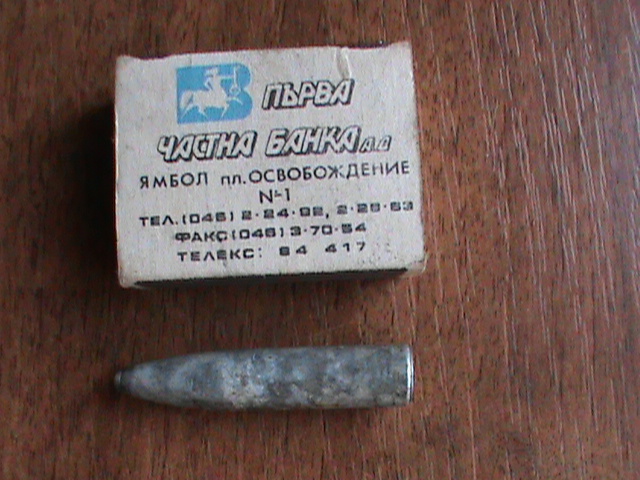 ПЪРВА
ЧАСТНА БАНКА А.Д
ЯМБОЛ пл. ОСВОБОЖДЕНИЕ
№1
ТЕЛ.(046) 2-24-92, 2-28-63
ФАКС(046)3-70-54
ТЕЛЕКС: 84 417